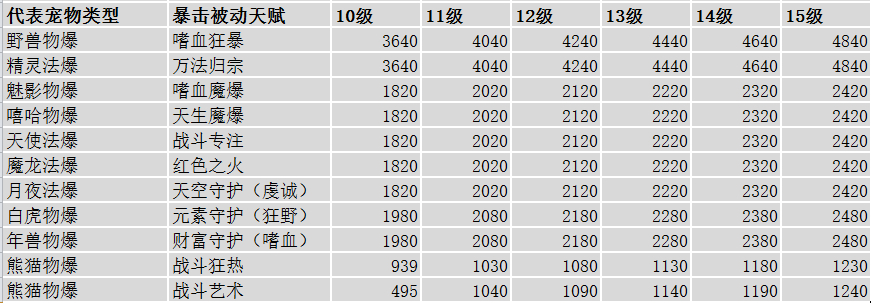 代表宠物类型 暴击被动天赋 10级 11级 12级 13级 14级 15级
野兽物爆 嗜血狂暴 3640 4040 4240 4440 4640 4840
精灵法爆 万法归宗 3640 4040 4240 4440 4640 4840
魅影物爆 嗜血魔爆 1820 2020 2120 2220 2320 2420
嘻哈物爆 天生魔爆 1820 2020 2120 2220 2320 2420
天使法爆 战斗专注 1820 2020 2120 2220 2320 2420
魔龙法爆 红色之火 1820 2020 2120 2220 2320 2420
月夜法爆 天空守护（虔诚） 1820 2020 2120 2220 2320 2420
白虎物爆 元素守护（狂野） 1980 2080 2180 2280 2380 2480
年兽物爆 财富守护（嗜血） 1980 2080 2180 2280 2380 2480
熊猫物爆 战斗狂热 939 1030 1080 1130 1180 1230
熊猫物爆 战斗艺术 495 1040 1090 1140 1190 1240